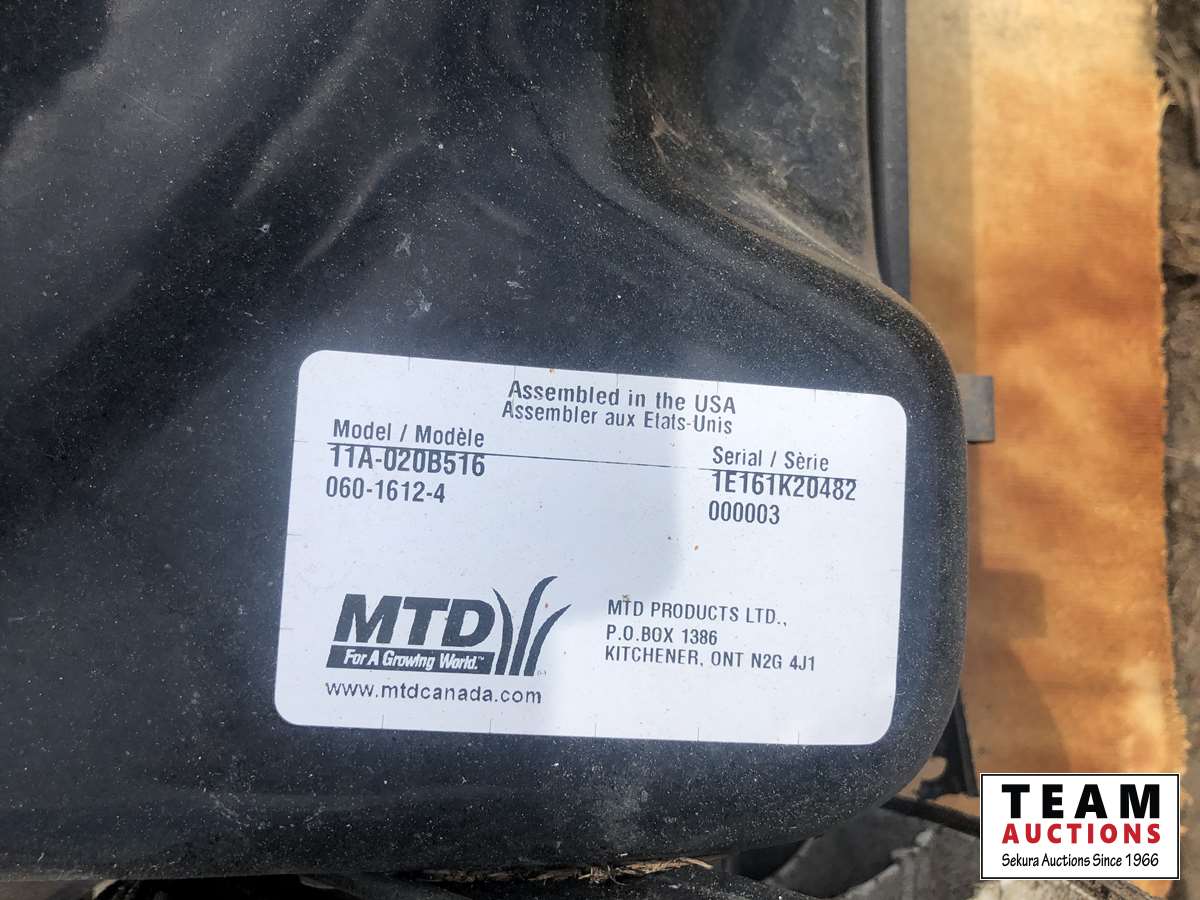 Assembled in the USA
Assembler aux Etats-Unis
Model / Modèle
11A-020B516
060-1612-4
Serial / Sèrie
1E161K20482
000003
MTD
For A Growing World.™
www.mtdcanada.com
MTD PRODUCTS LTD.,
P.O.BOX 1386
KITCHENER, ONT N2G 4J1
TEAM
AUCTIONS
Sekura Auctions Since 1966